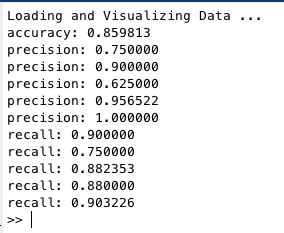 Loading and Visualizing Data ...
accuracy: 0.859813
precision: 0.750000
precision: 0.900000
precision: 0.625000
precision: 0.956522
precision: 1.000000
recall: 0.900000
recall: 0.750000
recall: 0.882353
recall: 0.880000
recall: 0.903226
>>